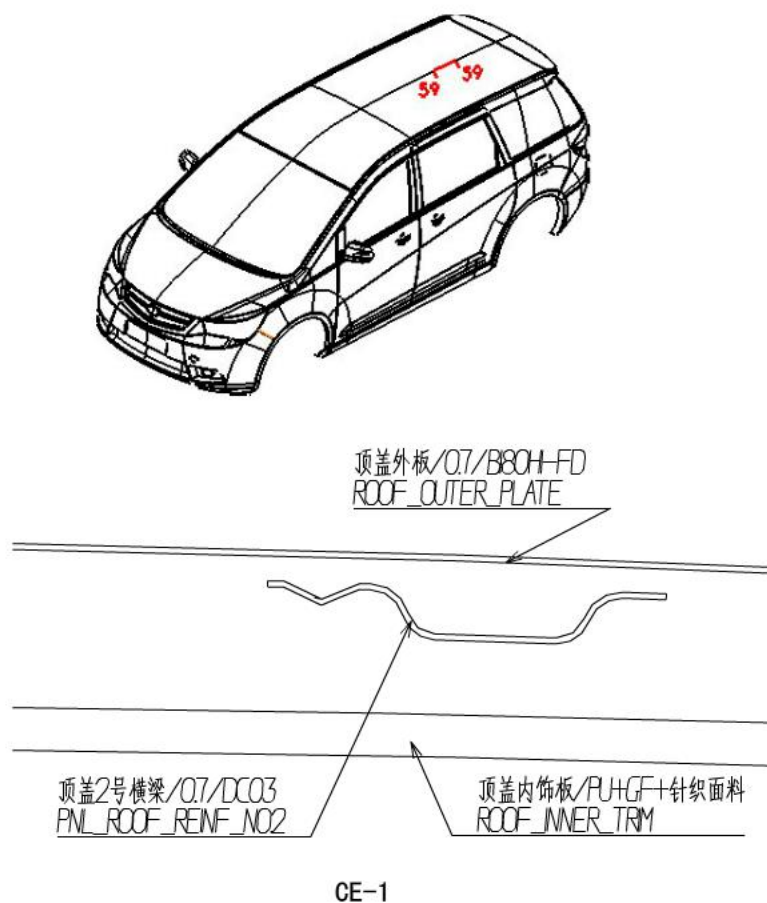 59 59
顶盖外板/0.7/B180H1-FD
ROOF_OUTER_PLATE
顶盖2号横梁/0.7/DC03
PNL_ROOF_REINF_NO2
顶盖内饰板/PU+GF+针织面料
ROOF_INNER_TRIM
CE-1